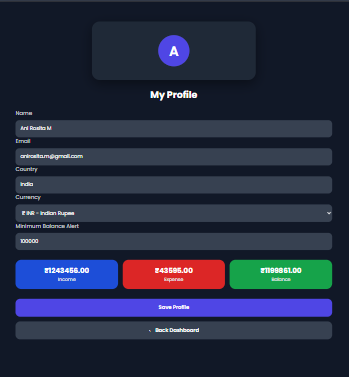 A
My Profile
Name
Ani Rosita M
Email
anirosita.m@gmail.com
Country
India
Currency
₹ INR - Indian Rupee
Minimum Balance Alert
100000
₹1243456.00
Income
₹43595.00
Expense
₹1199861.00
Balance
Save Profile
Back Dashboard